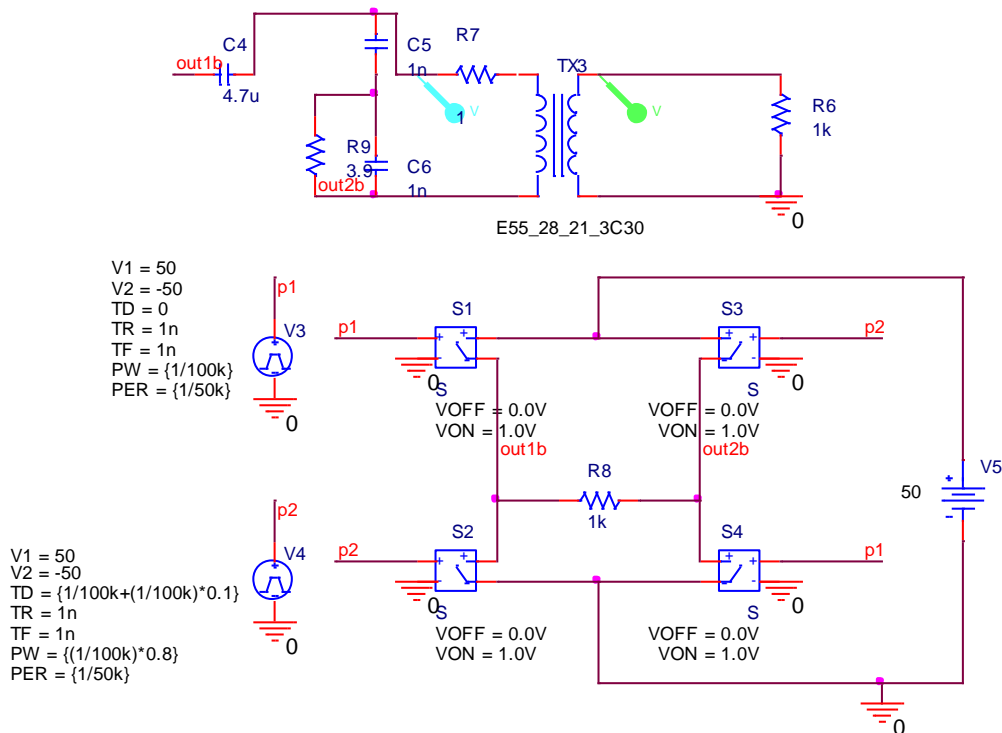 C4
out1b
4.7u
C5
1n
R7
1
V
TX3
V
R6
1k
R9
3.9
C6
1n
out2b
0
E55_28_21_3C30
V1 = 50
V2 = -50
TD = 0
TR = 1n
TF = 1n
PW = {1/100k}
PER = {1/50k}
p1
V3
0
p1
S1
0
S
VOFF = 0.0V
VON = 1.0V
out1b
S3
p2
0
S
VOFF = 0.0V
VON = 1.0V
out2b
R8
1k
V5
50
V1 = 50
V2 = -50
TD = {1/100k+(1/100k)*0.1}
TR = 1n
TF = 1n
PW = {(1/100k)*0.8}
PER = {1/50k}
p2
V4
0
p2
S2
0
S
VOFF = 0.0V
VON = 1.0V
S4
p1
0
S
VOFF = 0.0V
VON = 1.0V
0